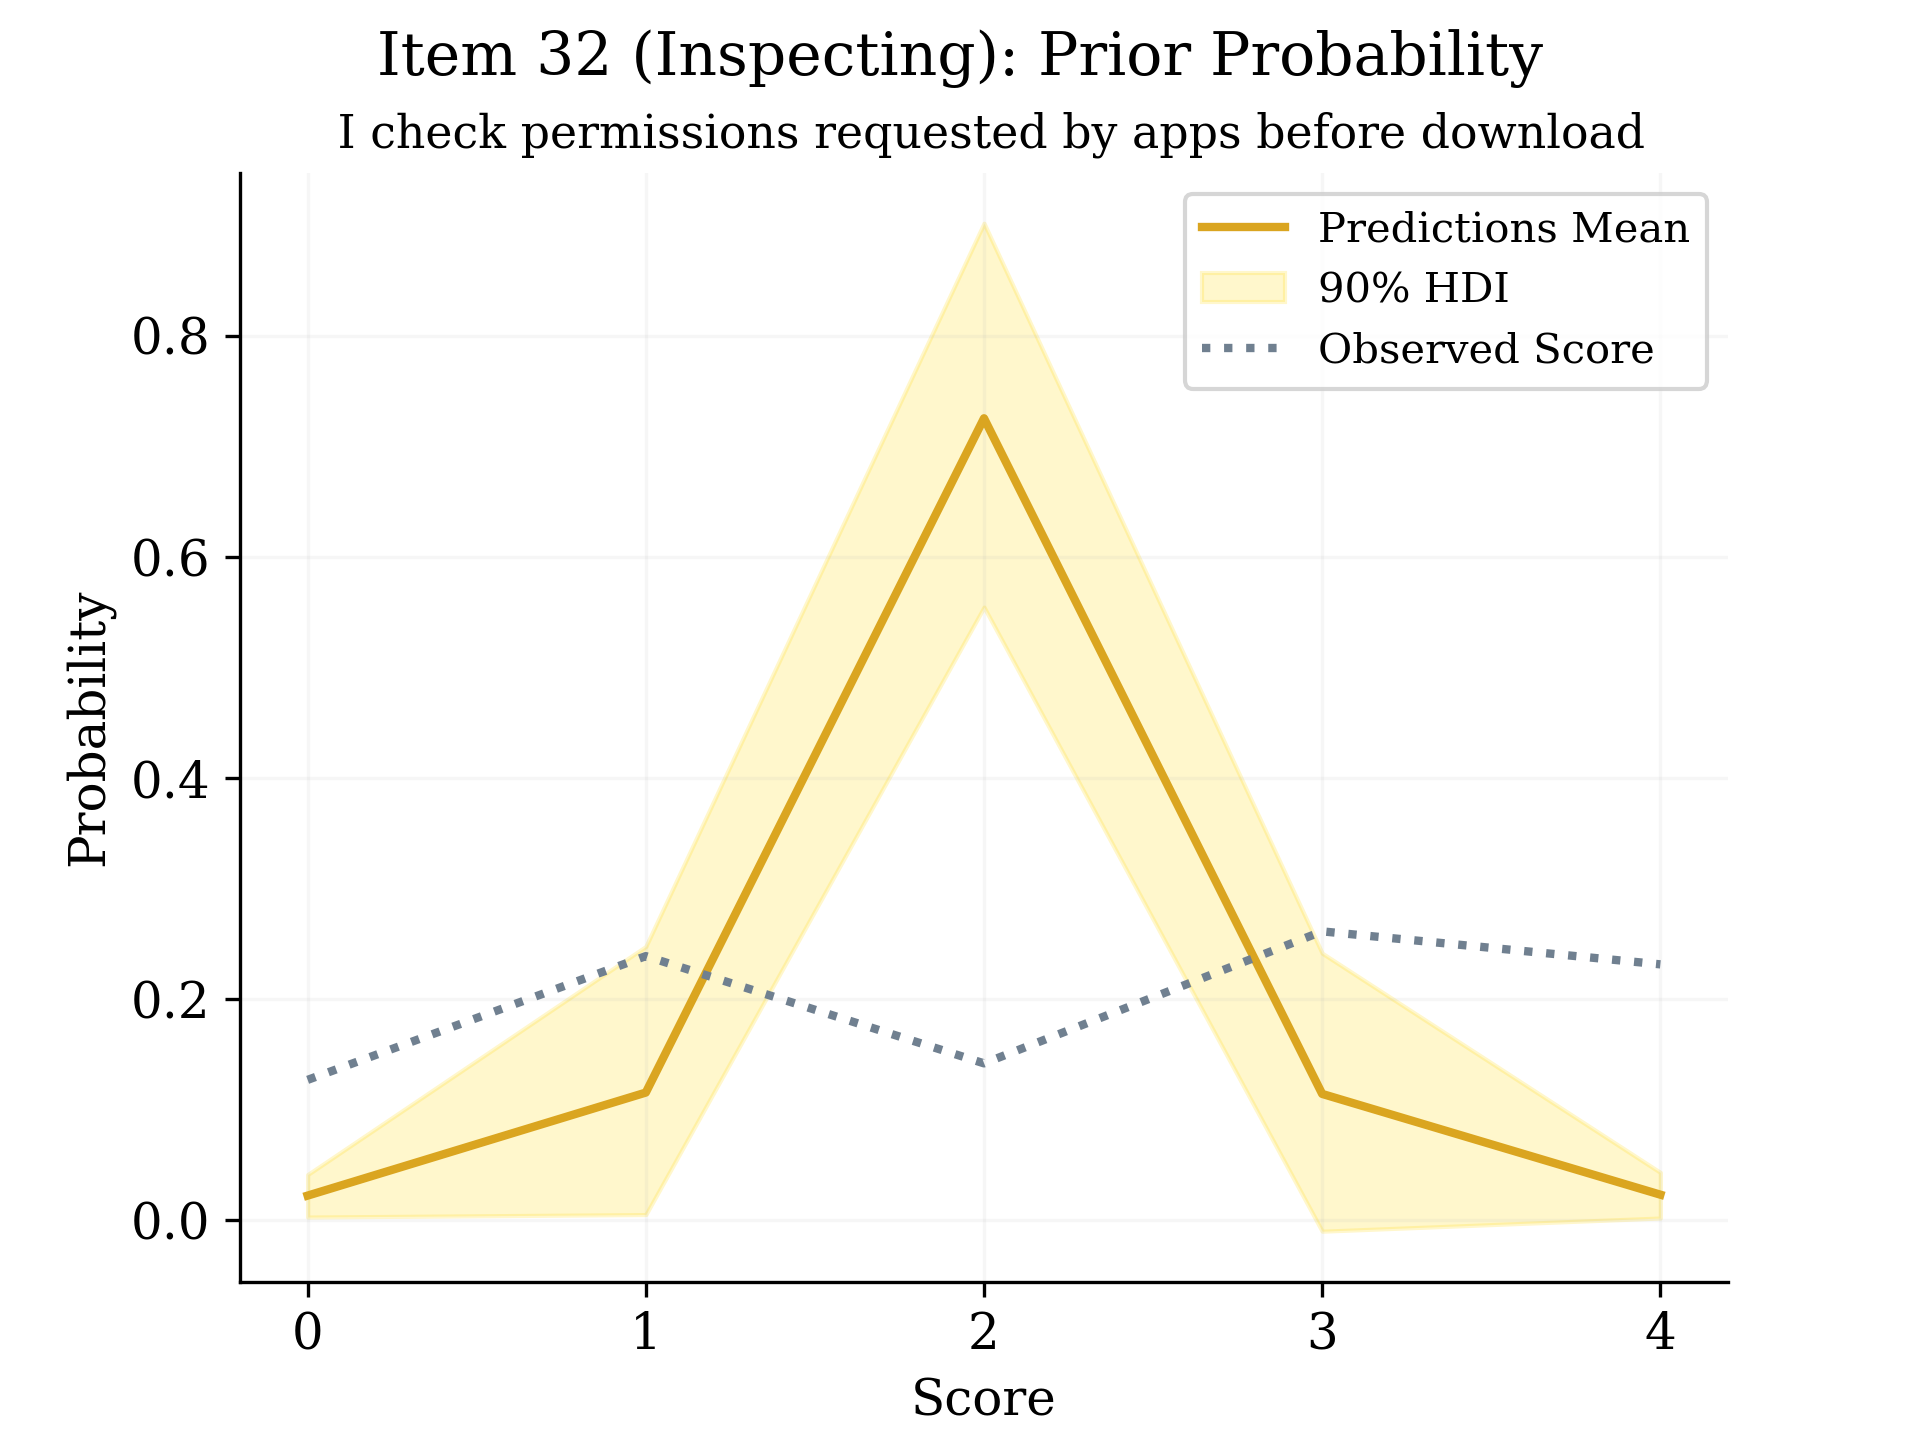 Item 32 (Inspecting): Prior Probability
I check permissions requested by apps before download
Predictions Mean
90% HDI
Observed Score
Probability
0.8
0.6
0.4
0.2
0.0
0 1 2 3 4
Score